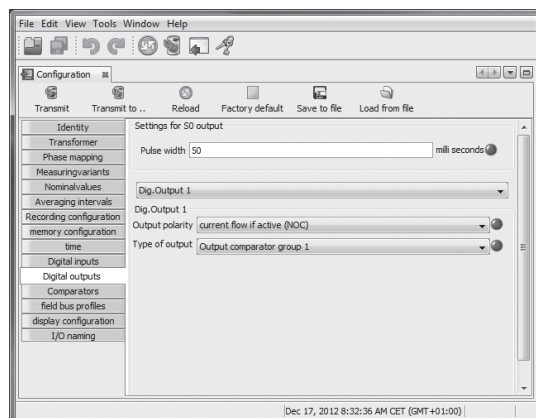 File Edit View Tools Window Help
Configuration
Transmit Transmit to .. Reload Factory default Save to file Load from file
Identity
Transformer
Phase mapping
Measuringvariants
Nominalvalues
Averaging intervals
Recording configuration
memory configuration
time
Digital inputs
Digital outputs
Comparators
field bus profiles
display configuration
I/O naming
Settings for S0 output
Pulse width 50 milli seconds
Dig.Output 1
Dig.Output 1
Output polarity current flow if active (NOC)
Type of output Output comparator group 1
Dec 17, 2012 8:32:36 AM CET (GMT+01:00)